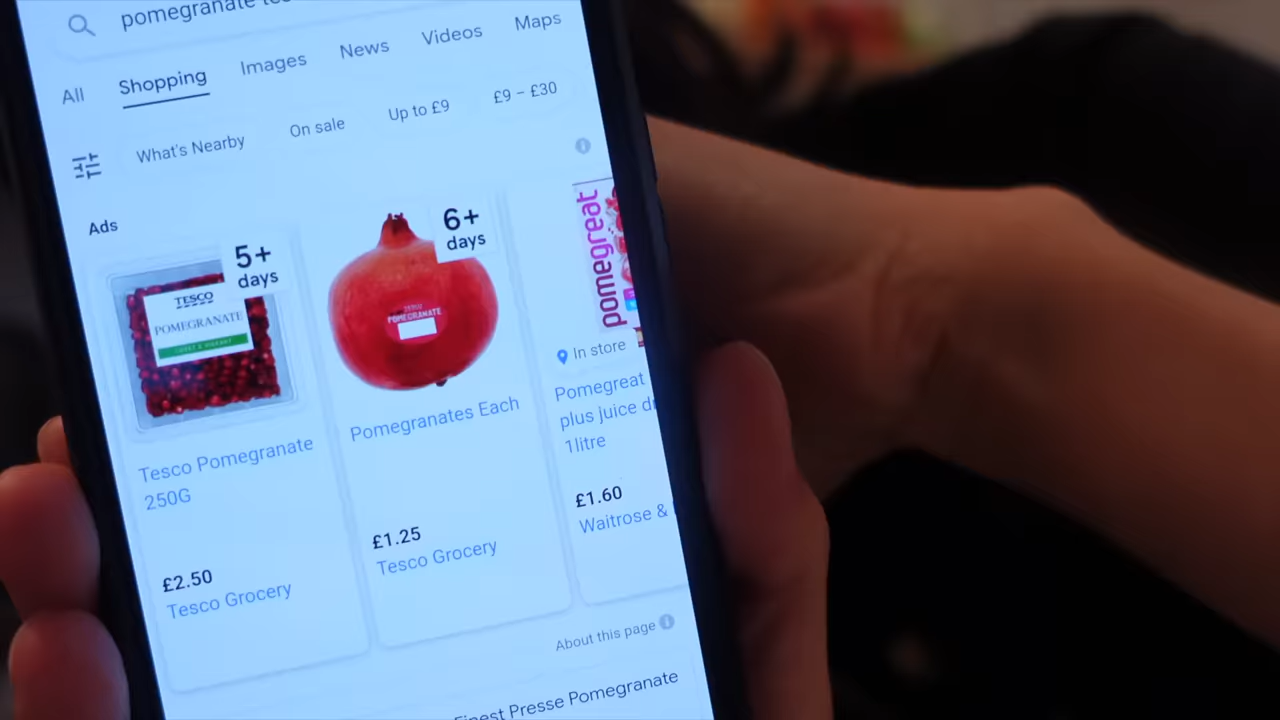 pomegranate
All Shopping Images News Videos Maps
What's Nearby On sale Up to £9 £9 – £30
Ads
5+
days
TESCO
POMEGRANATE
Tesco Pomegranate
250G
£2.50
Tesco Grocery
6+
days
POMEGRANATE
Pomegranates Each
£1.25
Tesco Grocery
pomegreat
In store
Pomegreat
plus juice
1litre
£1.60
Waitrose &
About this page
Finest Presse Pomegranate